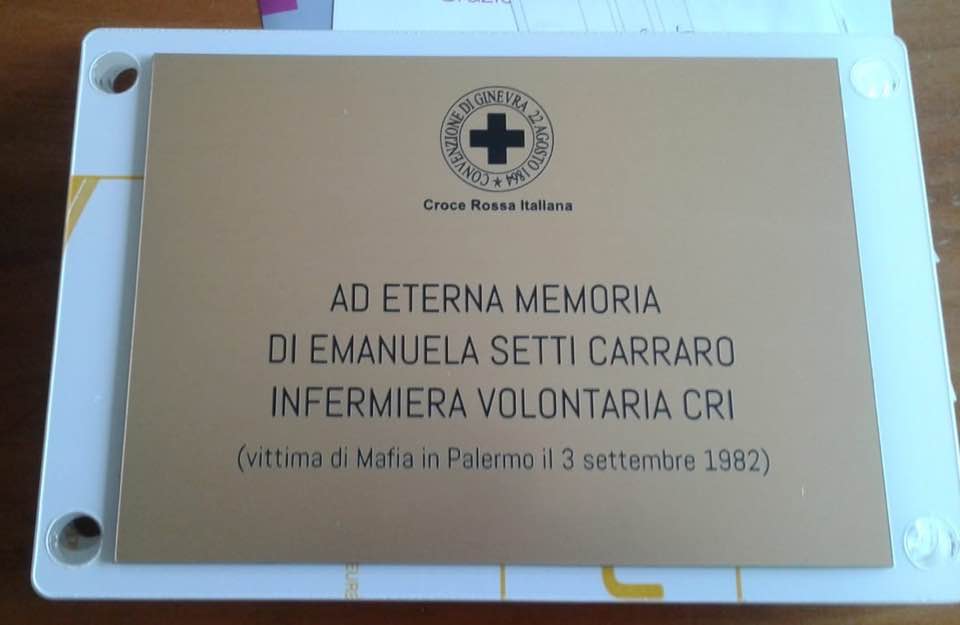 CONVENZIONE DI GINEVRA 22 AGOSTO 1864
Croce Rossa Italiana
AD ETERNA MEMORIA
DI EMANUELA SETTI CARRARO
INFERMIERA VOLONTARIA CRI
(vittima di Mafia in Palermo il 3 settembre 1982)